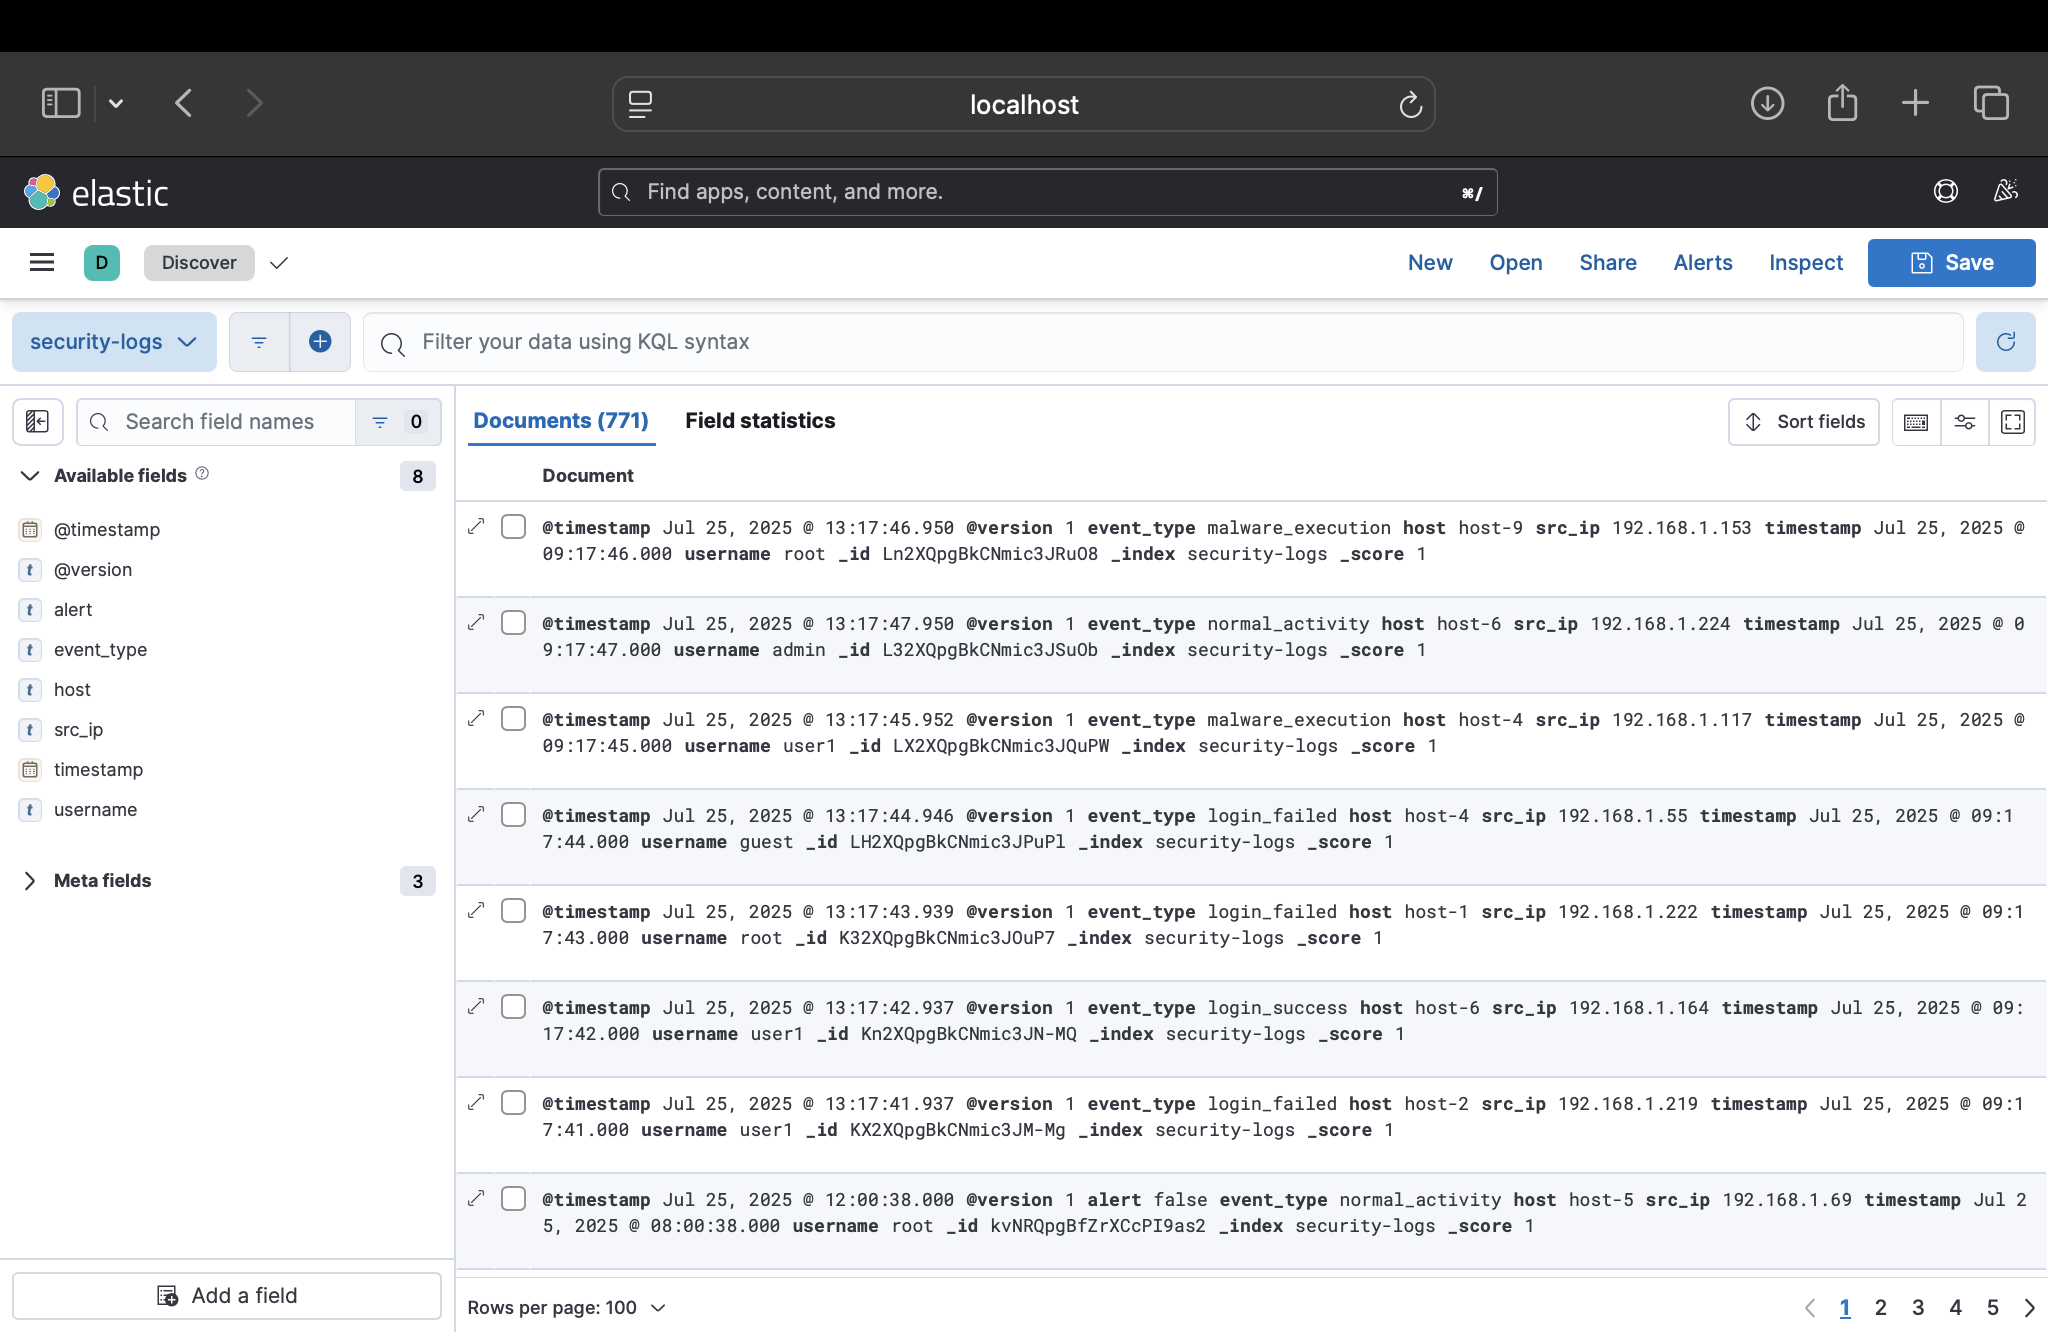 localhost
elastic
Find apps, content, and more.
⌘/
D
Discover
New
Open
Share
Alerts
Inspect
Save
security-logs
Filter your data using KQL syntax
Search field names
0
Available fields
8
@timestamp
t @version
t alert
t event_type
t host
t src_ip
timestamp
t username
Meta fields
3
Add a field
Documents (771)
Field statistics
Sort fields
Document
@timestamp Jul 25, 2025 @ 13:17:46.950 @version 1 event_type malware_execution host host-9 src_ip 192.168.1.153 timestamp Jul 25, 2025 @
09:17:46.000 username root _id Ln2XQpgBkCNmic3JRuO8 _index security-logs _score 1
@timestamp Jul 25, 2025 @ 13:17:47.950 @version 1 event_type normal_activity host host-6 src_ip 192.168.1.224 timestamp Jul 25, 2025 @ 0
9:17:47.000 username admin _id L32XQpgBkCNmic3JSuOb _index security-logs _score 1
@timestamp Jul 25, 2025 @ 13:17:45.952 @version 1 event_type malware_execution host host-4 src_ip 192.168.1.117 timestamp Jul 25, 2025 @
09:17:45.000 username user1 _id LX2XQpgBkCNmic3JQuPW _index security-logs _score 1
@timestamp Jul 25, 2025 @ 13:17:44.946 @version 1 event_type login_failed host host-4 src_ip 192.168.1.55 timestamp Jul 25, 2025 @ 09:1
7:44.000 username guest _id LH2XQpgBkCNmic3JPuPl _index security-logs _score 1
@timestamp Jul 25, 2025 @ 13:17:43.939 @version 1 event_type login_failed host host-1 src_ip 192.168.1.222 timestamp Jul 25, 2025 @ 09:1
7:43.000 username root _id K32XQpgBkCNmic3JOuP7 _index security-logs _score 1
@timestamp Jul 25, 2025 @ 13:17:42.937 @version 1 event_type login_success host host-6 src_ip 192.168.1.164 timestamp Jul 25, 2025 @ 09:
17:42.000 username user1 _id Kn2XQpgBkCNmic3JN-MQ _index security-logs _score 1
@timestamp Jul 25, 2025 @ 13:17:41.937 @version 1 event_type login_failed host host-2 src_ip 192.168.1.219 timestamp Jul 25, 2025 @ 09:1
7:41.000 username user1 _id KX2XQpgBkCNmic3JM-Mg _index security-logs _score 1
@timestamp Jul 25, 2025 @ 12:00:38.000 @version 1 alert false event_type normal_activity host host-5 src_ip 192.168.1.69 timestamp Jul 2
5, 2025 @ 08:00:38.000 username root _id kvNRQpgBfZrXCcPI9as2 _index security-logs _score 1
Rows per page: 100
1 2 3 4 5